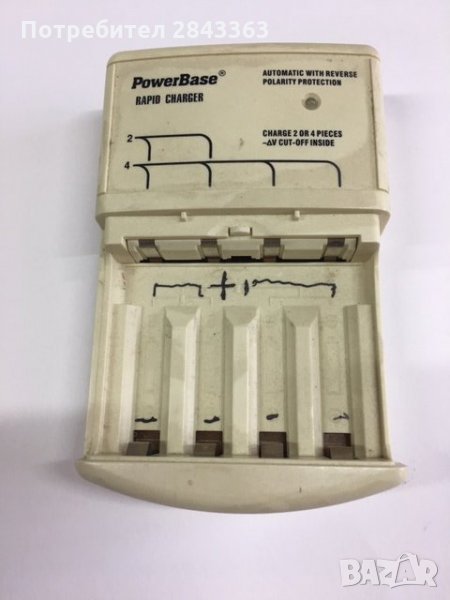 Потребител 2843363
PowerBase®
RAPID CHARGER
AUTOMATIC WITH REVERSE
POLARITY PROTECTION
2
4
CHARGE 2 OR 4 PIECES
-ΔV CUT-OFF INSIDE
+
- - - -
BAZAR